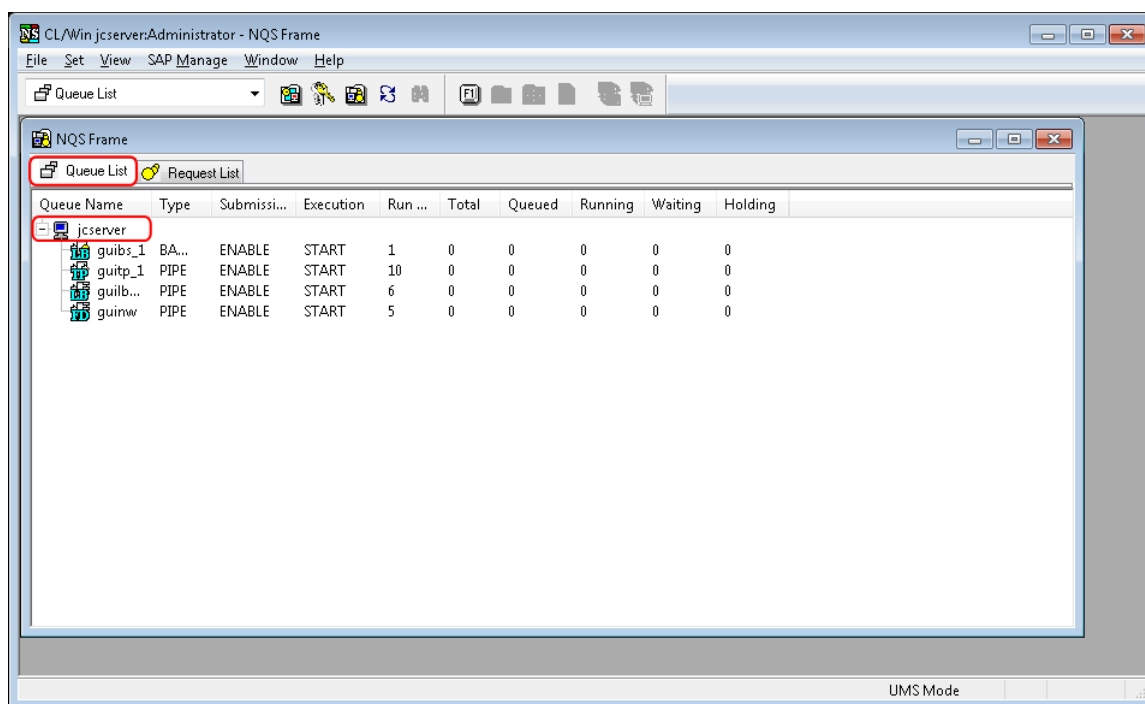 CL/Win jcserver:Administrator - NQS Frame
File Set View SAP Manage Window Help
Queue List F1
NQS Frame
Queue List Request List
Queue Name Type Submissi... Execution Run ... Total Queued Running Waiting Holding
jcserver
guibs_1 BA... ENABLE START 1 0 0 0 0 0
guitp_1 PIPE ENABLE START 10 0 0 0 0 0
guilb... PIPE ENABLE START 6 0 0 0 0 0
guinw PIPE ENABLE START 5 0 0 0 0 0
UMS Mode